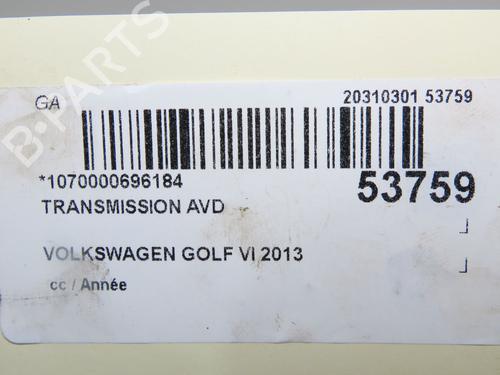 GA
20310301 53759
*1070000696184
53759
TRANSMISSION AVD
VOLKSWAGEN GOLF VI 2013
cc / Année
B-PARTS